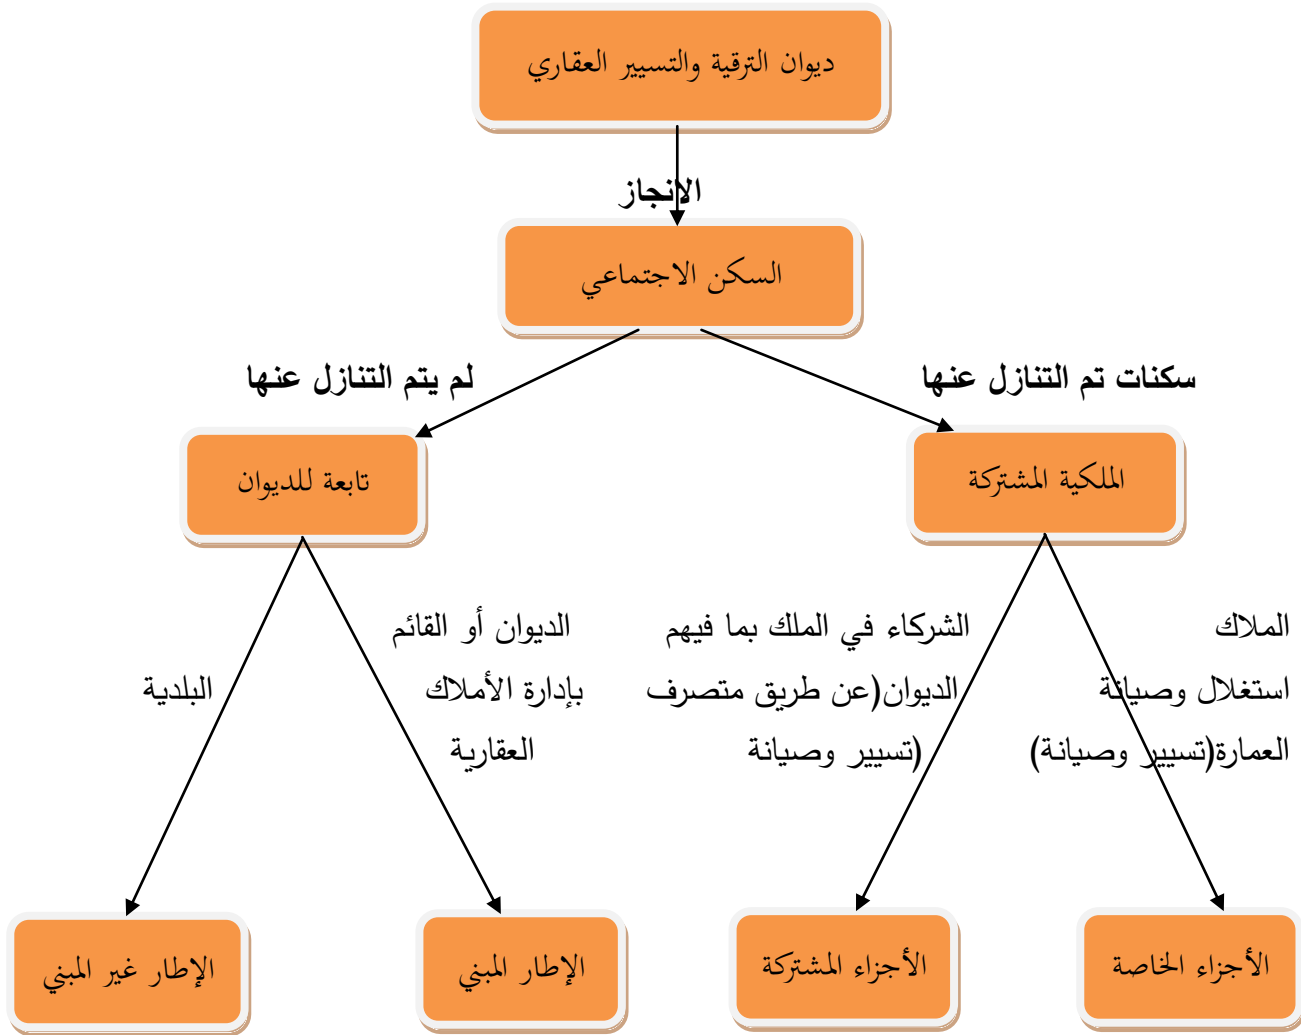 ديوان الترقية والتسيير العقاري
الانجاز
السكن الاجتماعي
سكنات تم التنازل عنها
لم يتم التنازل عنها
الملكية المشتركة
تابعة للديوان
الملاك
استغلال وصيانة
العمارة(تسيير وصيانة)
الشركاء في الملك بما فيهم
الديوان(عن طريق متصرف
(تسيير وصيانة
الديوان أو القائم
بإدارة الأملاك
العقارية
البلدية
الأجزاء الخاصة
الأجزاء المشتركة
الإطار المبني
الإطار غير المبني